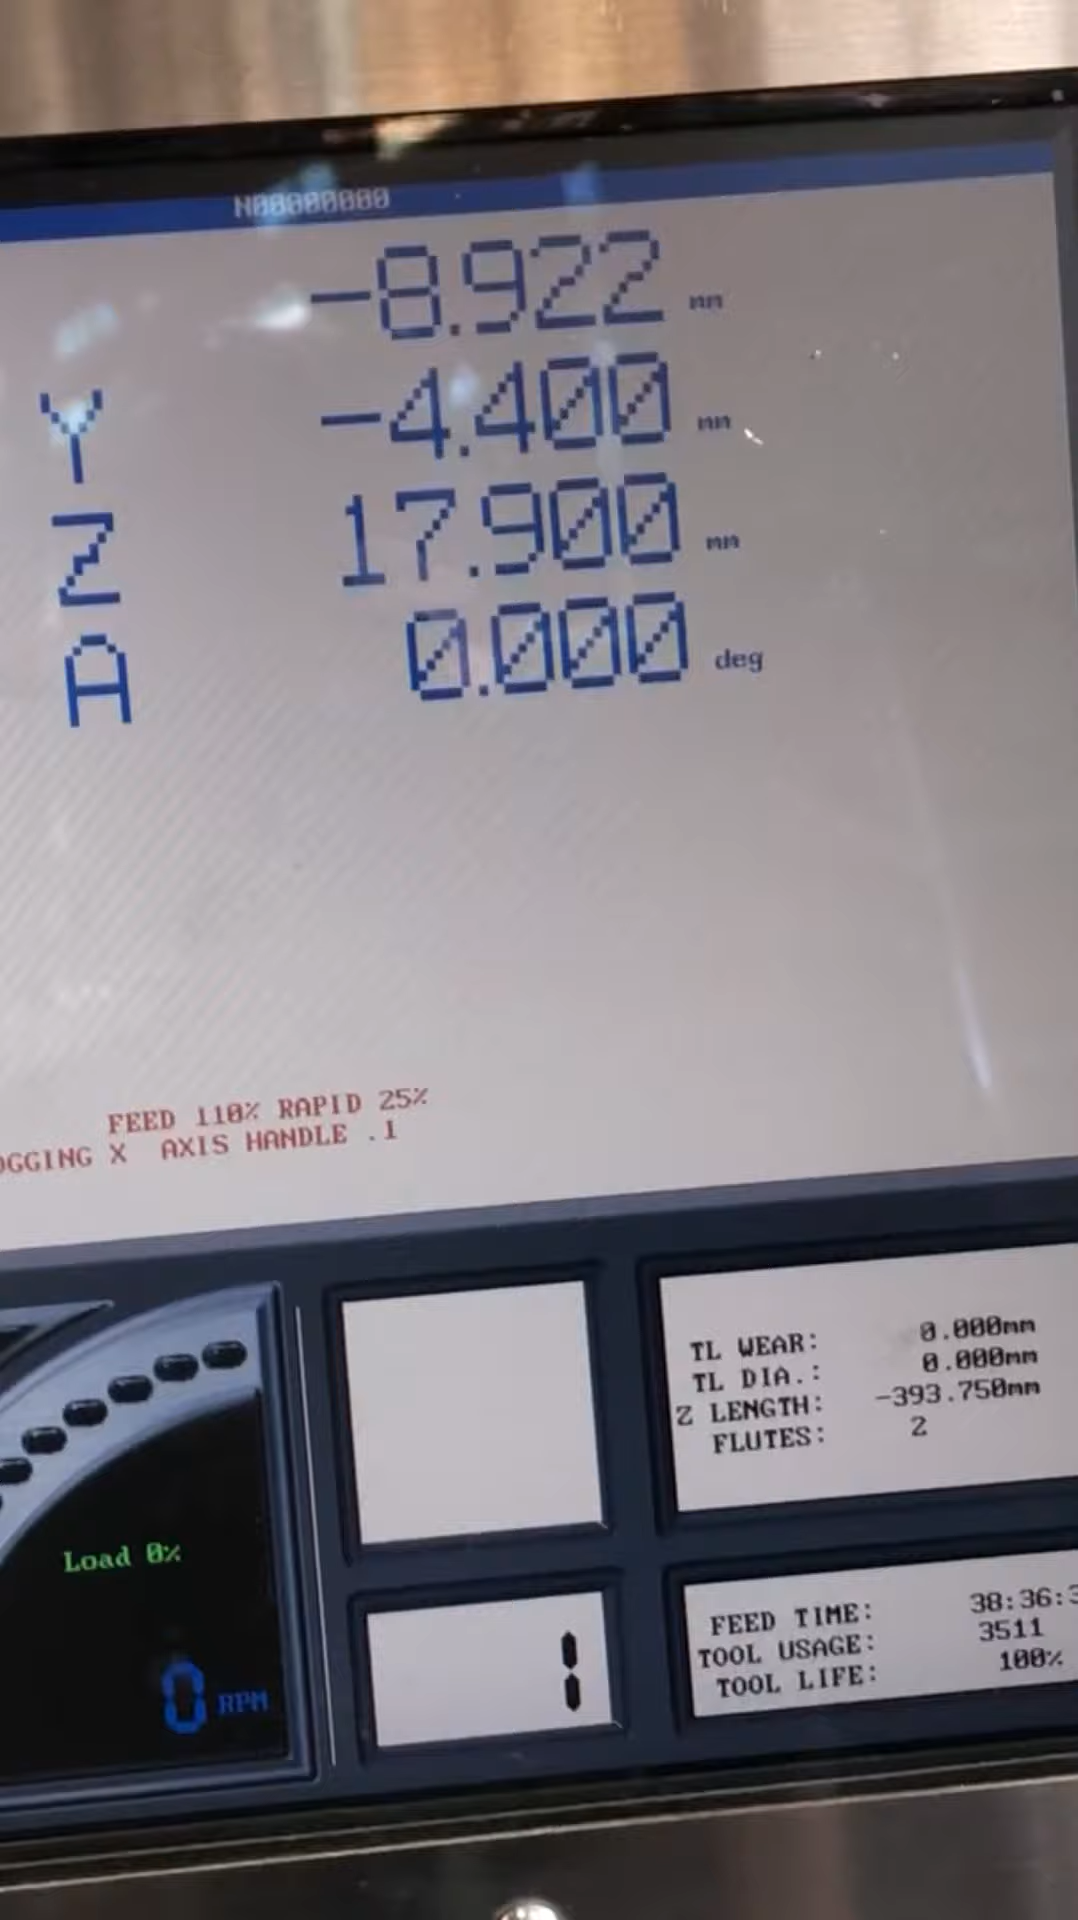 N00000000
-8.922 mm
Y -4.400 mm
Z 17.900 mm
A 0.000 deg
FEED 110% RAPID 25%
OGGING X AXIS HANDLE .1
TL WEAR: 0.000mm
TL DIA.: 0.000mm
Z LENGTH: -393.750mm
FLUTES: 2
Load 0%
0 RPM
1
FEED TIME: 38:36:3
TOOL USAGE: 3511
TOOL LIFE: 100%